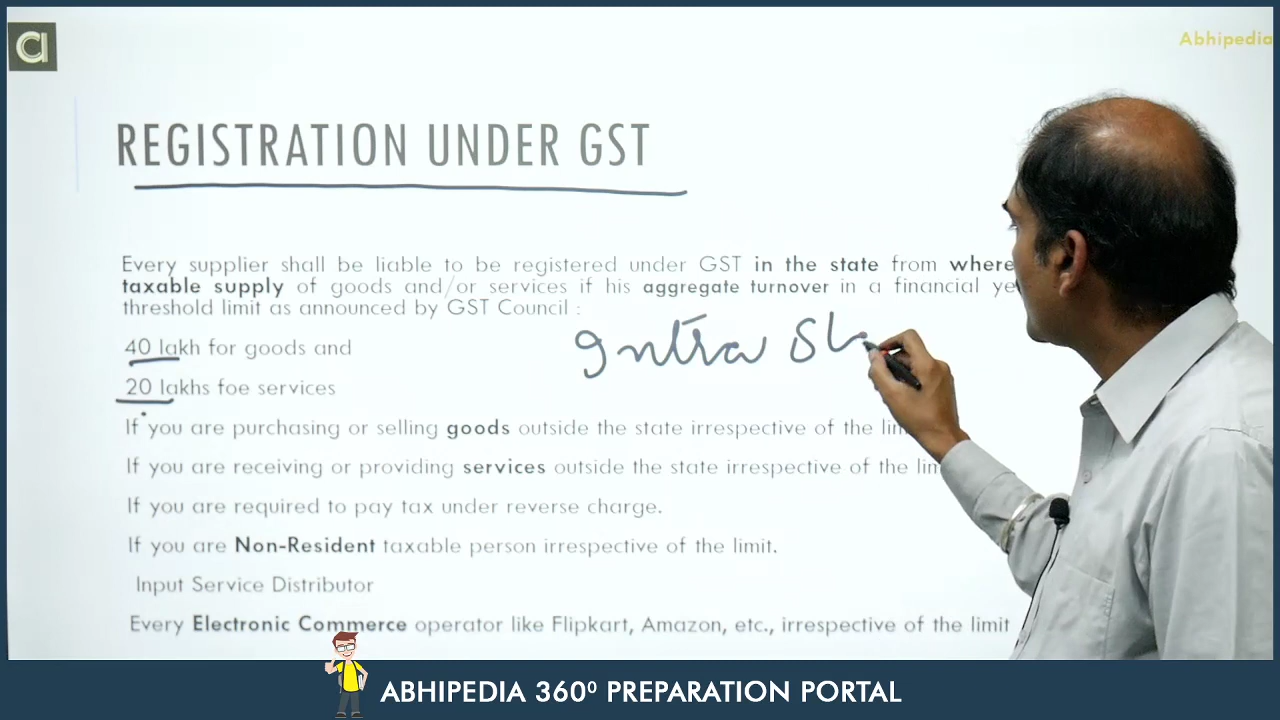 Abhipedia
REGISTRATION UNDER GST
Every supplier shall be liable to be registered under GST in the state from where
taxable supply of goods and/or services if his aggregate turnover in a financial ye
threshold limit as announced by GST Council :
Intra St
40 lakh for goods and
20 lakhs foe services
If you are purchasing or selling goods outside the state irrespective of the lim
If you are receiving or providing services outside the state irrespective of the lim
If you are required to pay tax under reverse charge.
If you are Non-Resident taxable person irrespective of the limit.
Input Service Distributor
Every Electronic Commerce operator like Flipkart, Amazon, etc., irrespective of the limit
ABHIPEDIA 360⁰ PREPARATION PORTAL